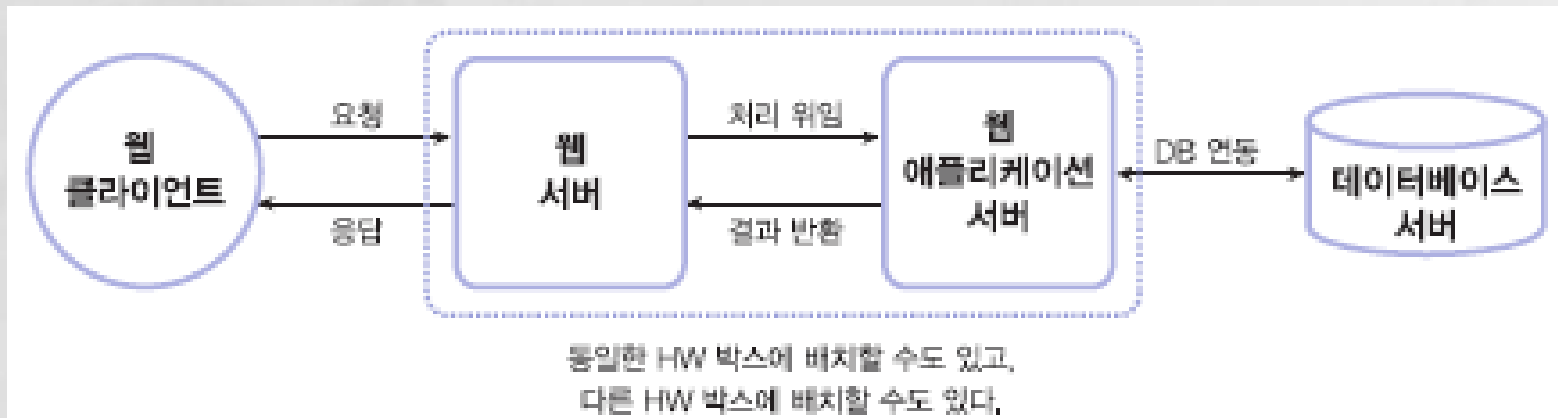 웹
클라이언트
요청
응답
웹
서버
처리 위임
결과 반환
웹
애플리케이션
서버
DB 연동
데이터베이스
서버
동일한 HW 박스에 배치할 수도 있고,
다른 HW 박스에 배치할 수도 있다.